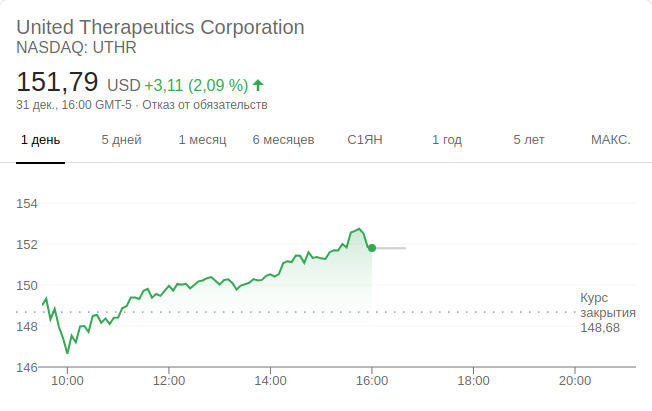 United Therapeutics Corporation
NASDAQ: UTHR
151,79 USD +3,11 (2,09 %)
31 дек., 16:00 GMT-5 · Отказ от обязательств
1 день 5 дней 1 месяц 6 месяцев С1ЯН 1 год 5 лет МАКС.
154
152
150
148
146
Курс
закрытия
148,68
10:00 12:00 14:00 16:00 18:00 20:00